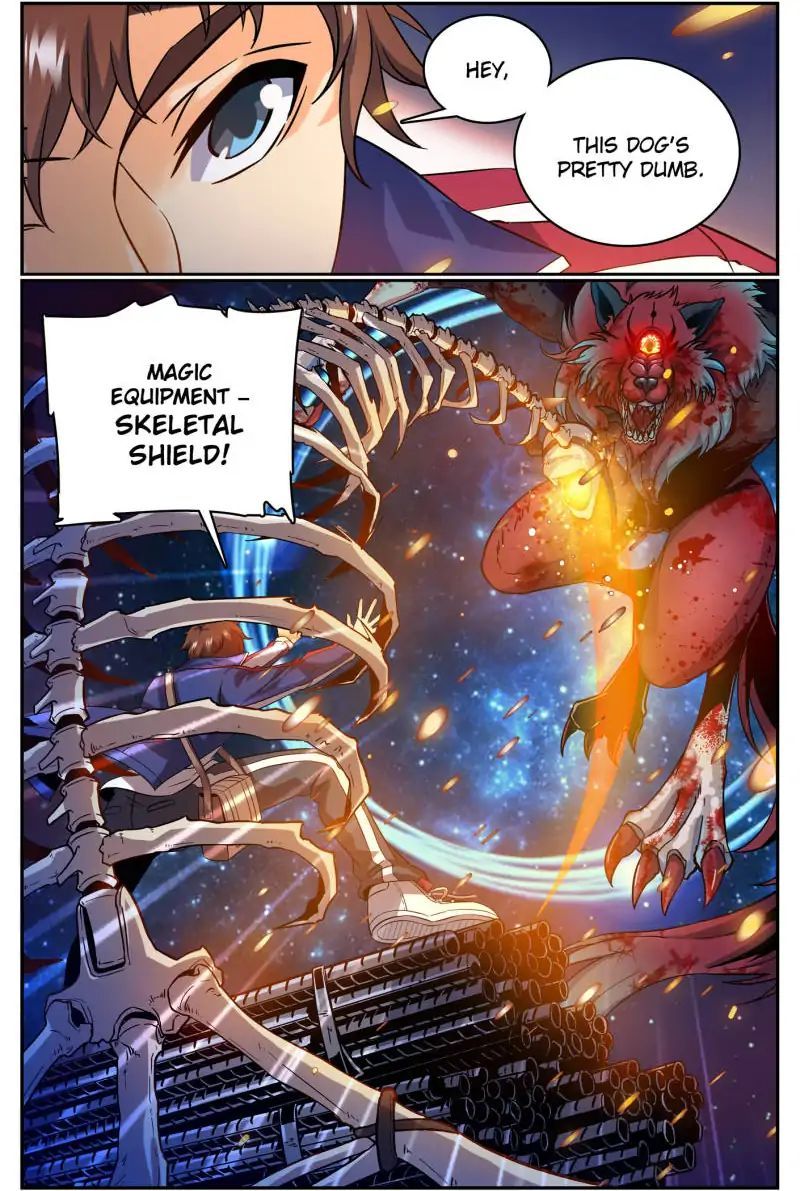 HEY,
THIS DOG'S
PRETTY DUMB.
MAGIC
EQUIPMENT –
SKELETAL
SHIELD!